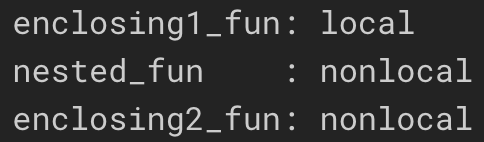 enclosing1_fun: local
nested_fun    : nonlocal
enclosing2_fun: nonlocal